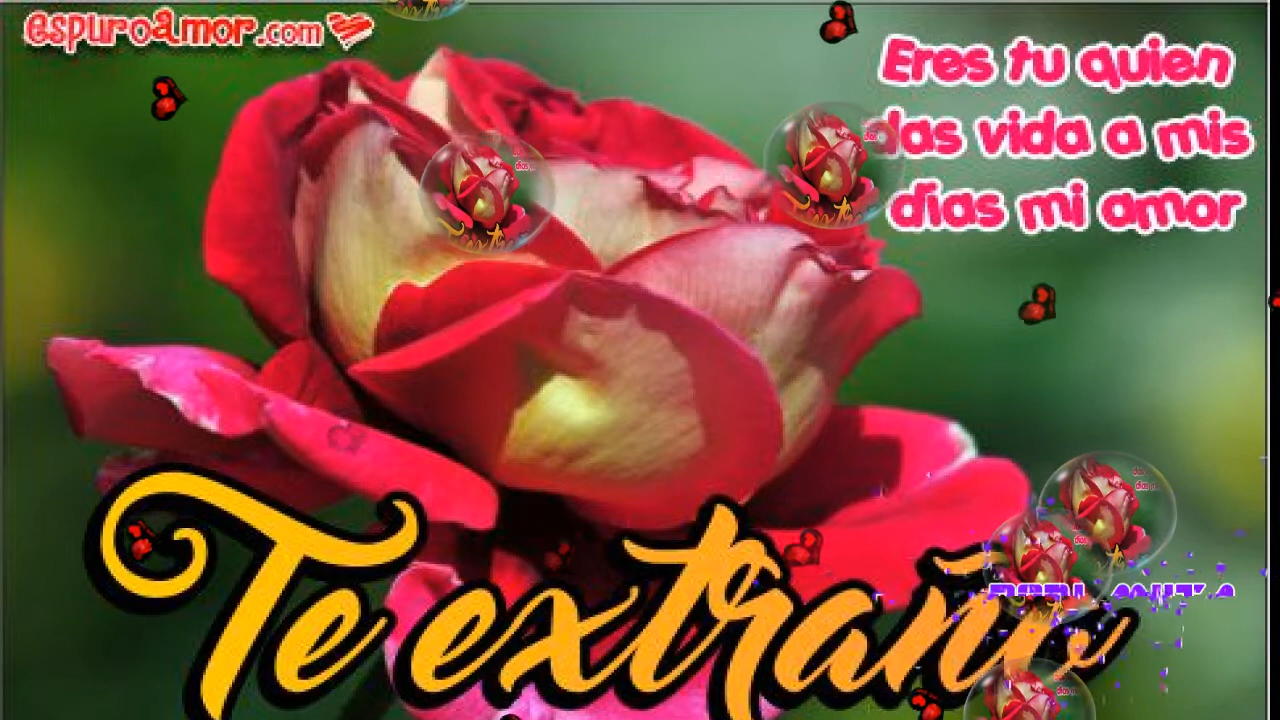 espuroamor.com
Eres tu quien
das vida a mis
días mi amor
Te extraño